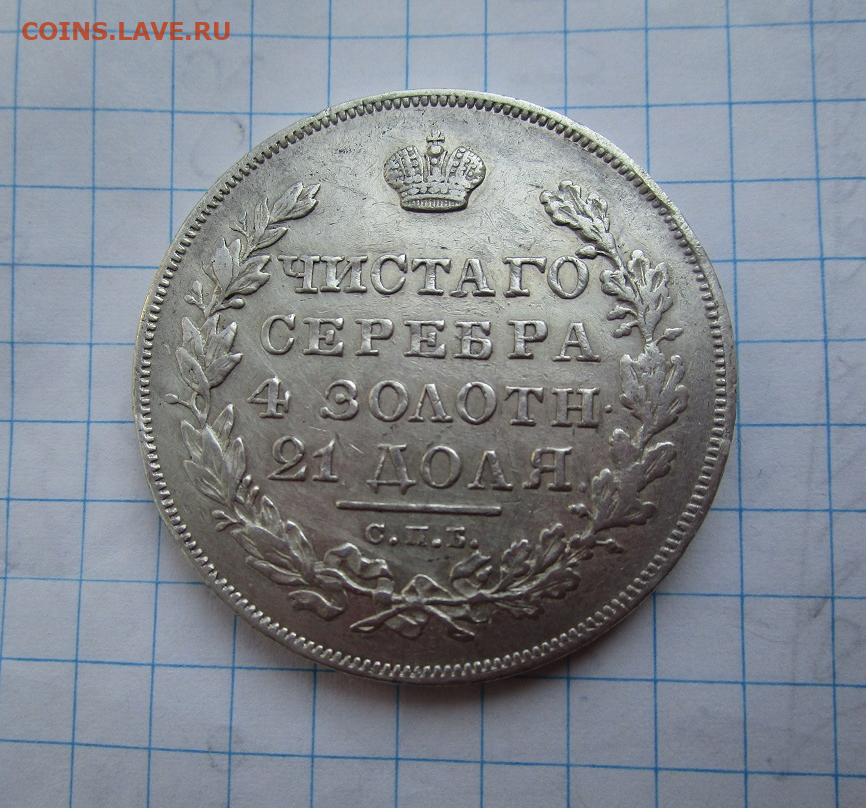 COINS.LAVE.RU
ЧИСТАГО
СЕРЕБРА
4 ЗОЛОТН.
21 ДОЛЯ.
С.П.Б.